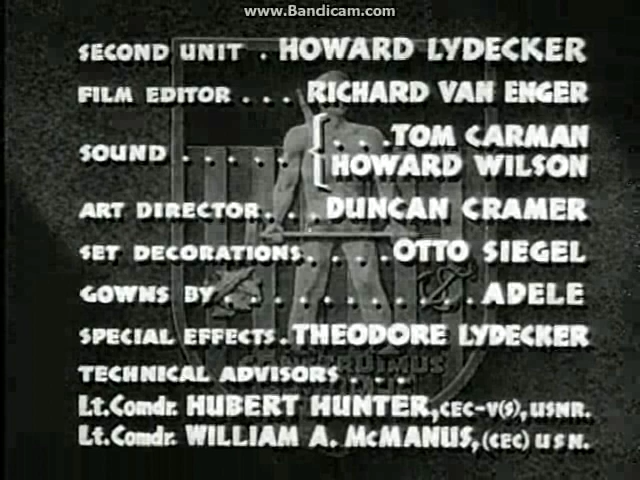 www.Bandicam.com
SECOND UNIT . HOWARD LYDECKER
FILM EDITOR . . . RICHARD VAN ENGER
SOUND . . . . . { . . . TOM CARMAN
HOWARD WILSON
ART DIRECTOR. . . DUNCAN CRAMER
SET DECORATIONS. . . . OTTO SIEGEL
GOWNS BY. . . . . . . . . . . ADELE
SPECIAL EFFECTS. THEODORE LYDECKER
CONSTRUIMUS
TECHNICAL ADVISORS . . .
Lt.Comdr. HUBERT HUNTER, CEC-V(S), USNR.
Lt.Comdr. WILLIAM A. McMANUS, (CEC) USN.